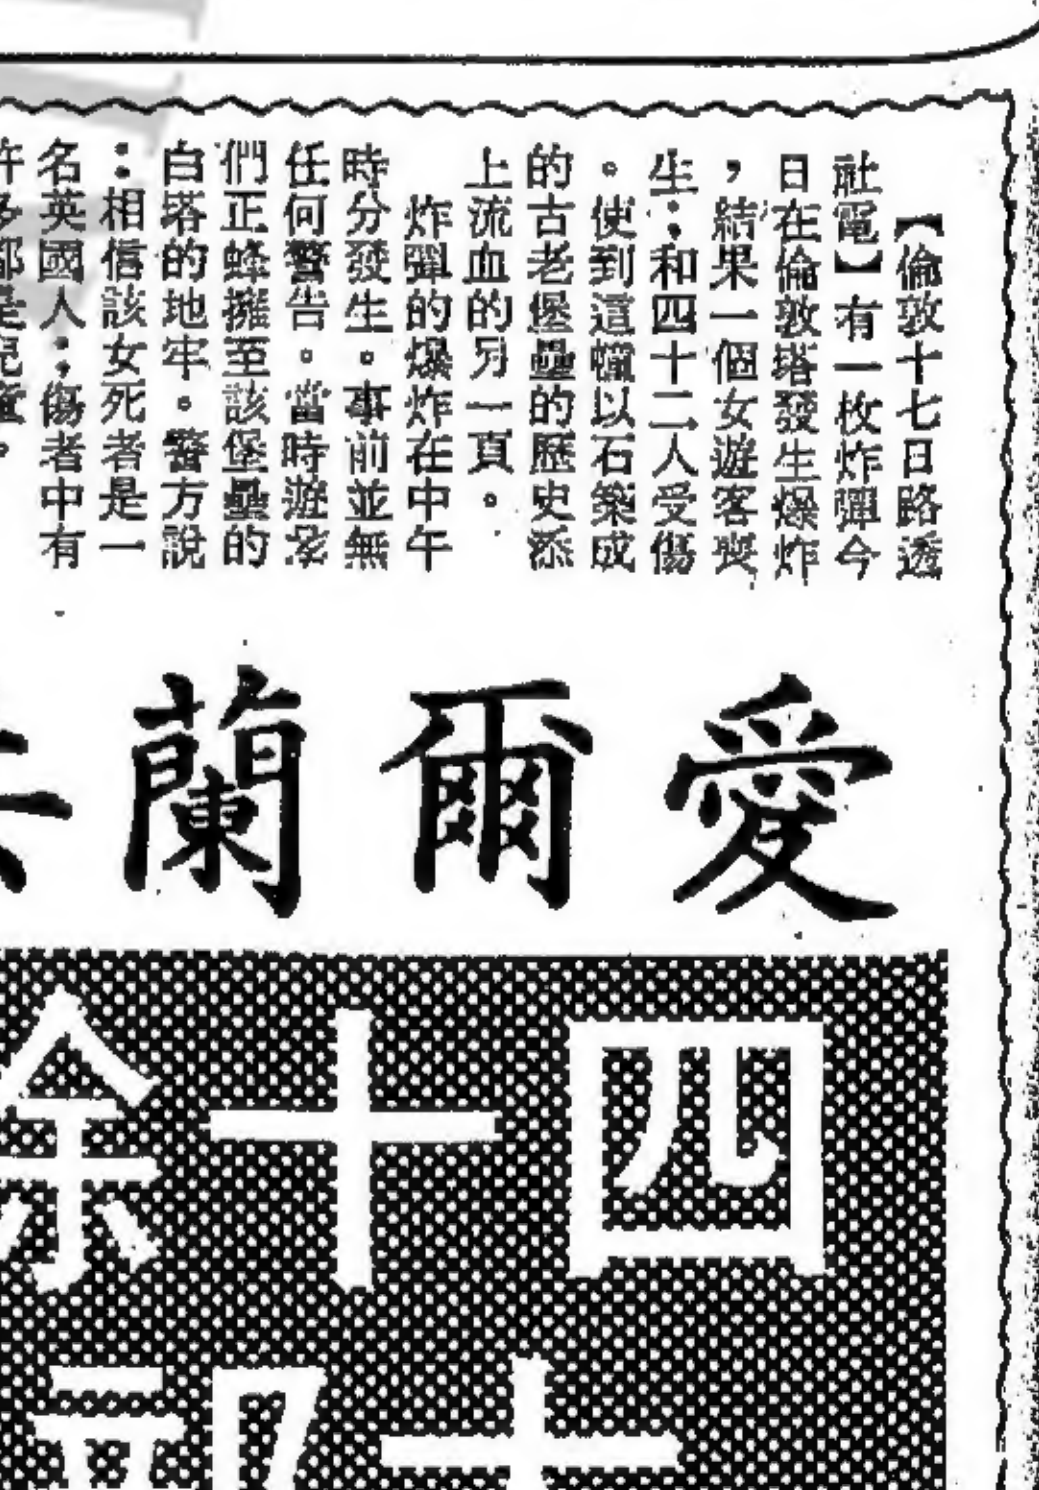 【倫敦十七日路透
社電】有一枚炸彈今
日在倫敦塔發生爆炸
，結果一個女遊客喪
生；和四十二人受傷
。使到這幢以石築成
的古老堡壘的歷史添
上流血的另一頁。
炸彈的爆炸在中午
時分發生。事前並無
任何警告。當時遊客
們正蜂擁至該堡壘的
白塔的地牢。警方說
：相信該女死者是一
名英國人；傷者中有
許多都是兒童。
愛爾蘭共
四十餘